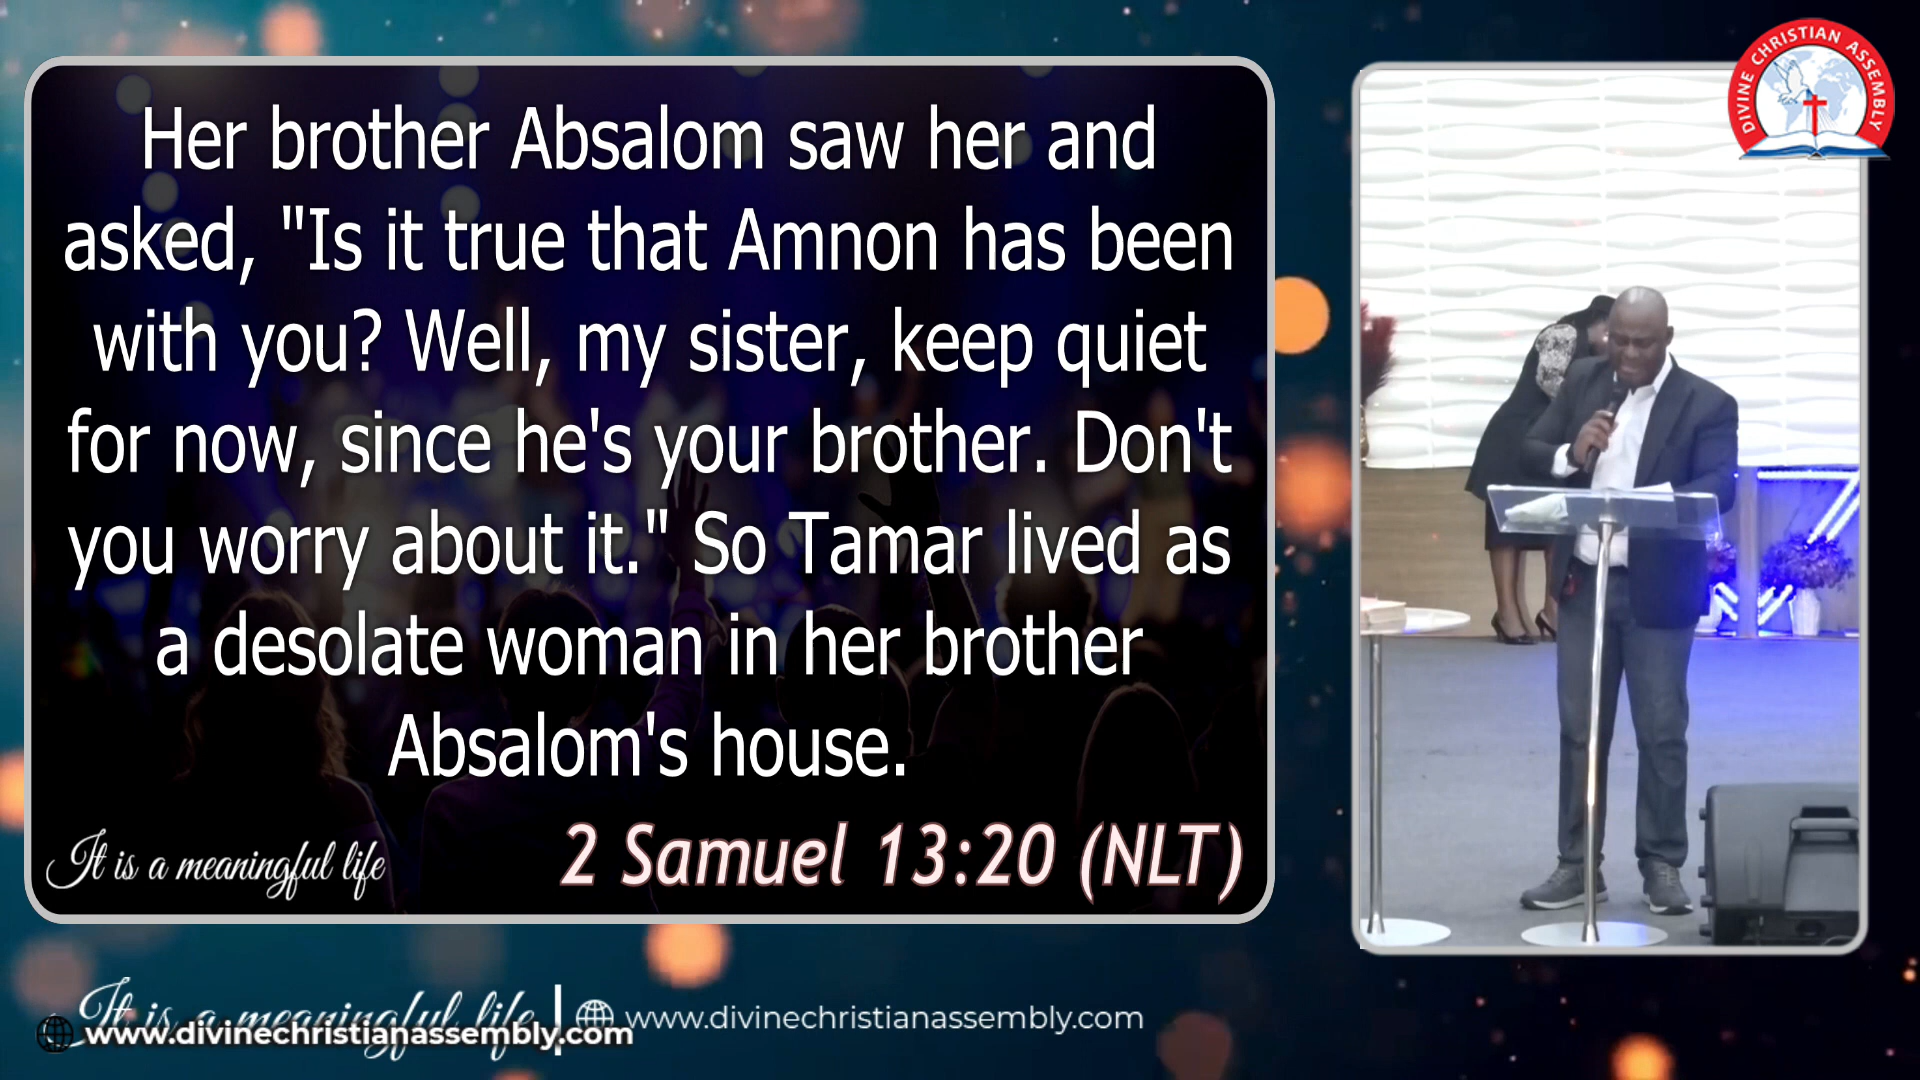 Her brother Absalom saw her and
asked, "Is it true that Amnon has been
with you? Well, my sister, keep quiet
for now, since he's your brother. Don't
you worry about it." So Tamar lived as
a desolate woman in her brother
Absalom's house.
It is a meaningful life
2 Samuel 13:20 (NLT)
DIVINE CHRISTIAN ASSEMBLY
It is a meaningful life
www.divinechristianassembly.com
www.divinechristianassembly.com